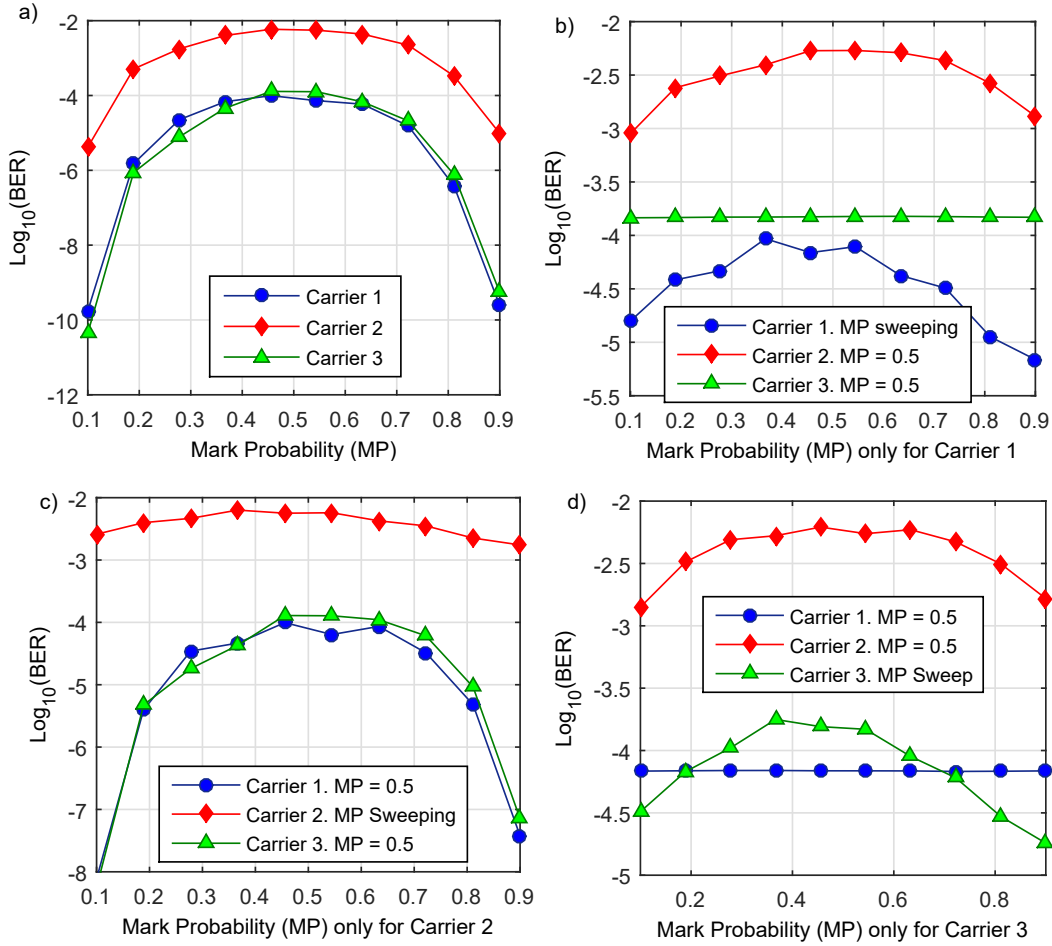 a)
-2
-4
-6
-8
-10
-12
Log10(BER)
Carrier 1
Carrier 2
Carrier 3
0.1 0.2 0.3 0.4 0.5 0.6 0.7 0.8 0.9
Mark Probability (MP)
b)
-2
-2.5
-3
-3.5
-4
-4.5
-5
-5.5
Log10(BER)
Carrier 1. MP sweeping
Carrier 2. MP = 0.5
Carrier 3. MP = 0.5
0.1 0.2 0.3 0.4 0.5 0.6 0.7 0.8 0.9
Mark Probability (MP) only for Carrier 1
c)
-2
-3
-4
-5
-6
-7
-8
Log10(BER)
Carrier 1. MP = 0.5
Carrier 2. MP Sweeping
Carrier 3. MP = 0.5
0.1 0.2 0.3 0.4 0.5 0.6 0.7 0.8 0.9
Mark Probability (MP) only for Carrier 2
d)
-2
-2.5
-3
-3.5
-4
-4.5
-5
Log10(BER)
Carrier 1. MP = 0.5
Carrier 2. MP = 0.5
Carrier 3. MP Sweep
0.2 0.4 0.6 0.8
Mark Probability (MP) only for Carrier 3